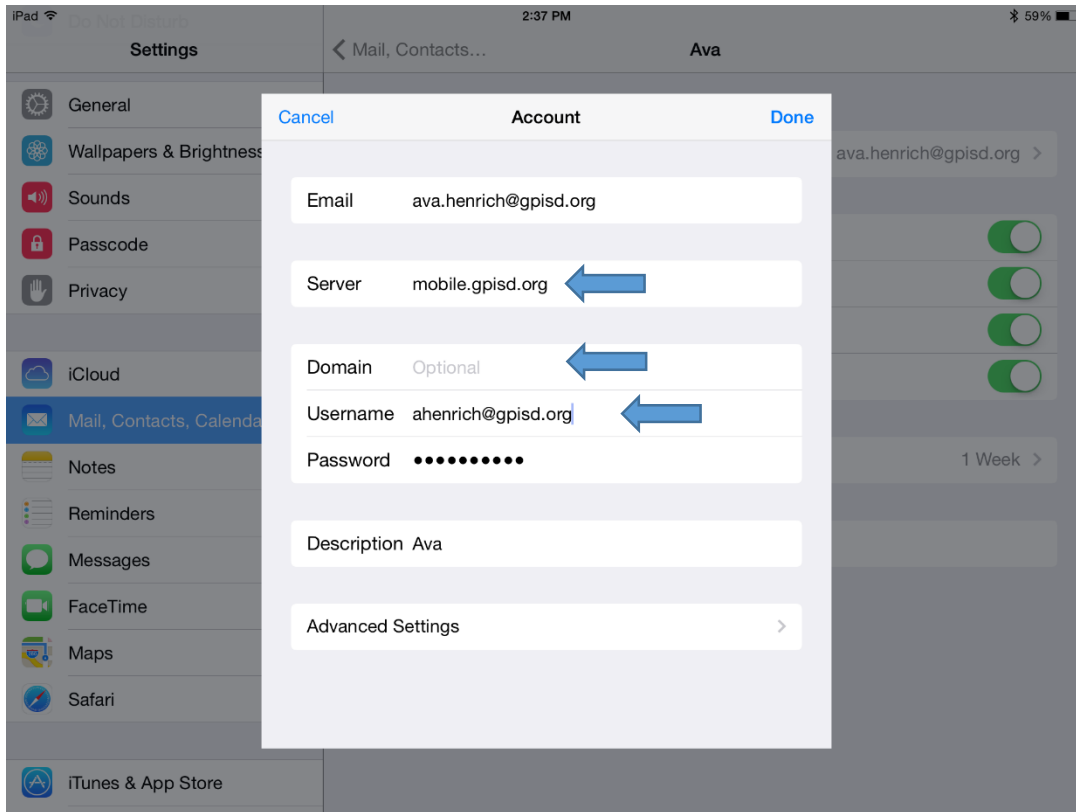 iPad 2:37 PM 59%
Do Not Disturb
Settings
Mail, Contacts... Ava
General
Wallpapers & Brightness
Sounds
Passcode
Privacy
iCloud
Mail, Contacts, Calenda
Notes
Reminders
Messages
FaceTime
Maps
Safari
iTunes & App Store
Cancel Account Done
Email ava.henrich@gpisd.org
Server mobile.gpisd.org
Domain Optional
Username ahenrich@gpisd.org
Password ••••••••••
Description Ava
Advanced Settings
ava.henrich@gpisd.org
1 Week